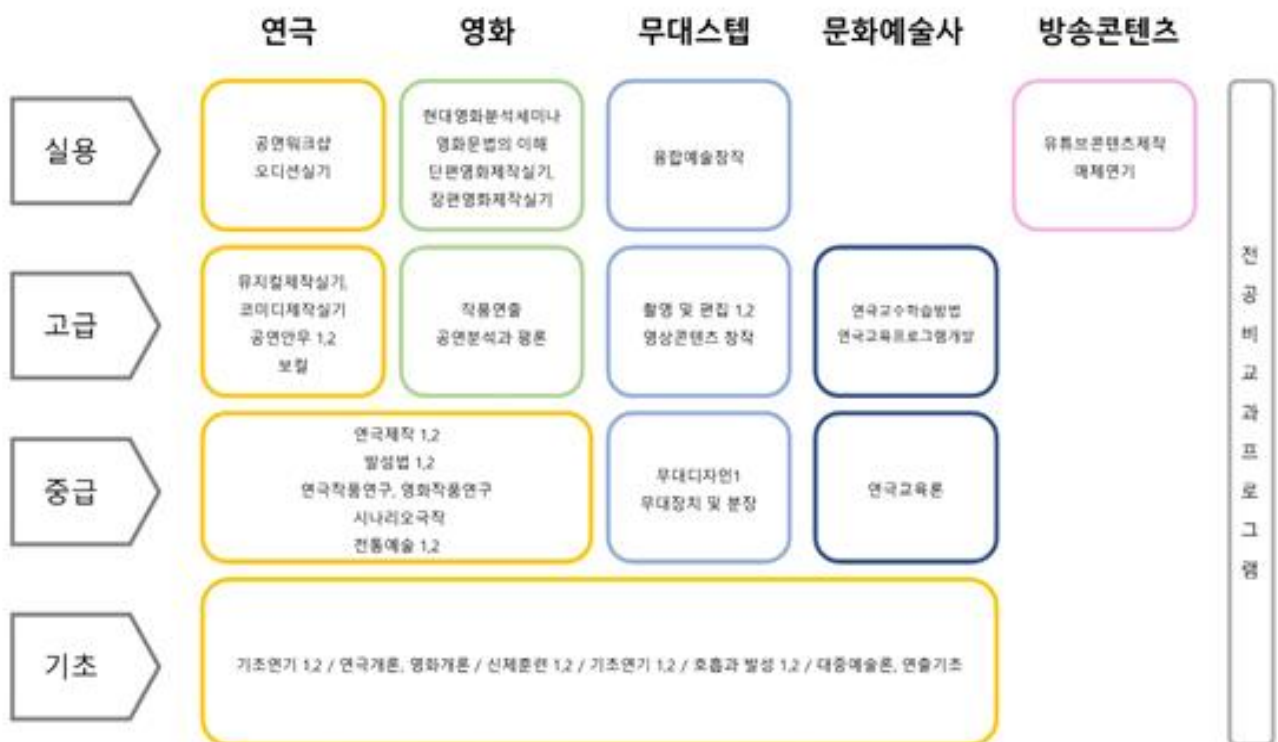 연극 영화 무대스텝 문화예술사 방송콘텐츠
실용
공연워크샵
오디션실기
현대영화분석세미나
영화문법의 이해
단편영화제작실기,
장편영화제작실기
융합예술창작
유튜브콘텐츠제작
매체연기
고급
뮤지컬제작실기,
코미디제작실기
공연안무 1,2
보컬
작품연출
공연분석과 평론
촬영 및 편집 1,2
영상콘텐츠 창작
연극교수학습방법
연극교육프로그램개발
중급
연극제작 1,2
발성법 1,2
연극작품연구, 영화작품연구
시나리오극작
전통예술 1,2
무대디자인1
무대장치 및 분장
연극교육론
기초
기초연기 1,2 / 연극개론, 영화개론 / 신체훈련 1,2 / 기초연기 1,2 / 호흡과 발성 1,2 / 대중예술론, 연출기초
전공비교과프로그램